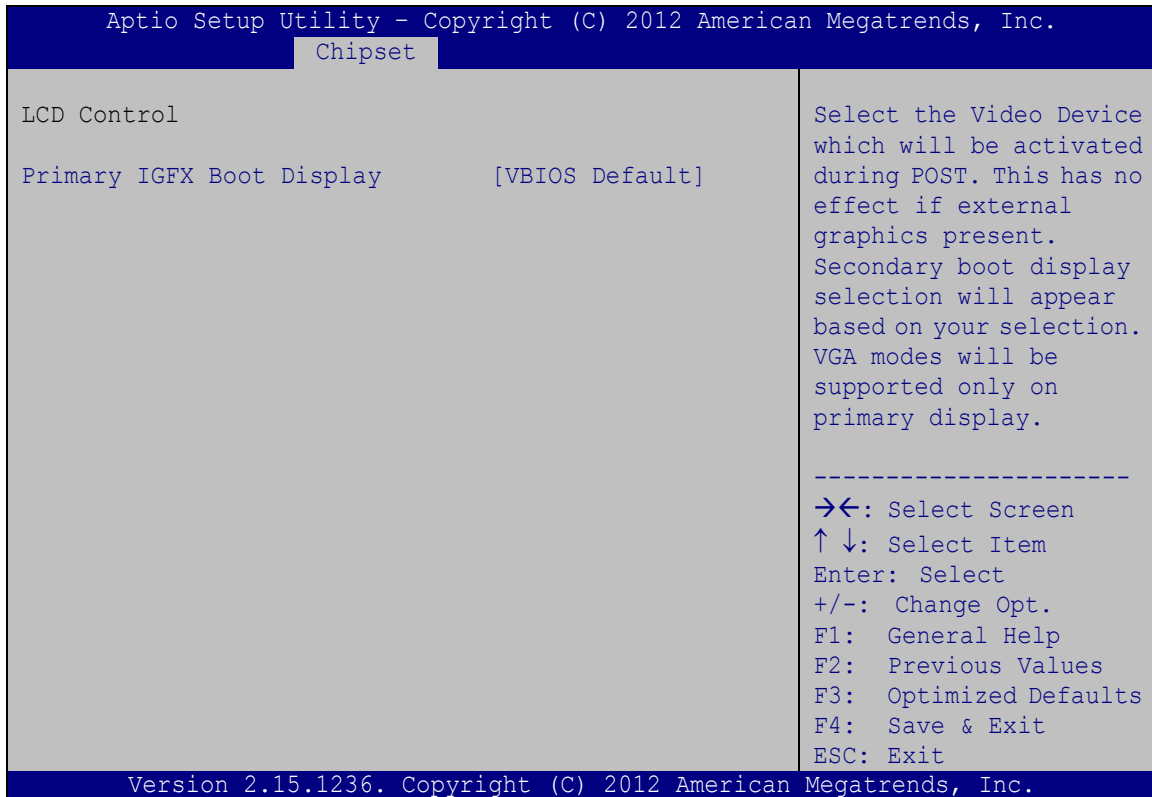 Aptio Setup Utility – Copyright (C) 2012 American Megatrends, Inc.
Chipset
LCD Control
Primary IGFX Boot Display [VBIOS Default]
Select the Video Device
which will be activated
during POST. This has no
effect if external
graphics present.
Secondary boot display
selection will appear
based on your selection.
VGA modes will be
supported only on
primary display.
----------------------
→←: Select Screen
↑ ↓: Select Item
Enter: Select
+/-: Change Opt.
F1: General Help
F2: Previous Values
F3: Optimized Defaults
F4: Save & Exit
ESC: Exit
Version 2.15.1236. Copyright (C) 2012 American Megatrends, Inc.